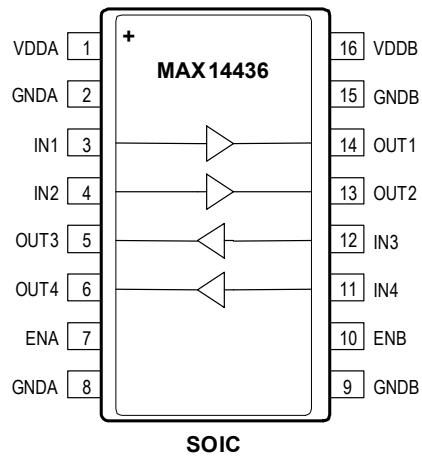 +
MAX14436
VDDA 1 16 VDDB
GNDA 2 15 GNDB
IN1 3 14 OUT1
IN2 4 13 OUT2
OUT3 5 12 IN3
OUT4 6 11 IN4
ENA 7 10 ENB
GNDA 8 9 GNDB
SOIC